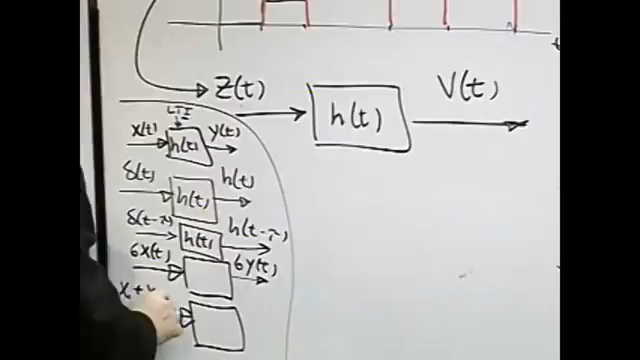 t
Z(t) h(t) V(t)
LTI
x(t) h(t) y(t)
δ(t) h(t) h(t)
δ(t-λ) h(t) h(t-λ)
6x(t) 6y(t)
x+